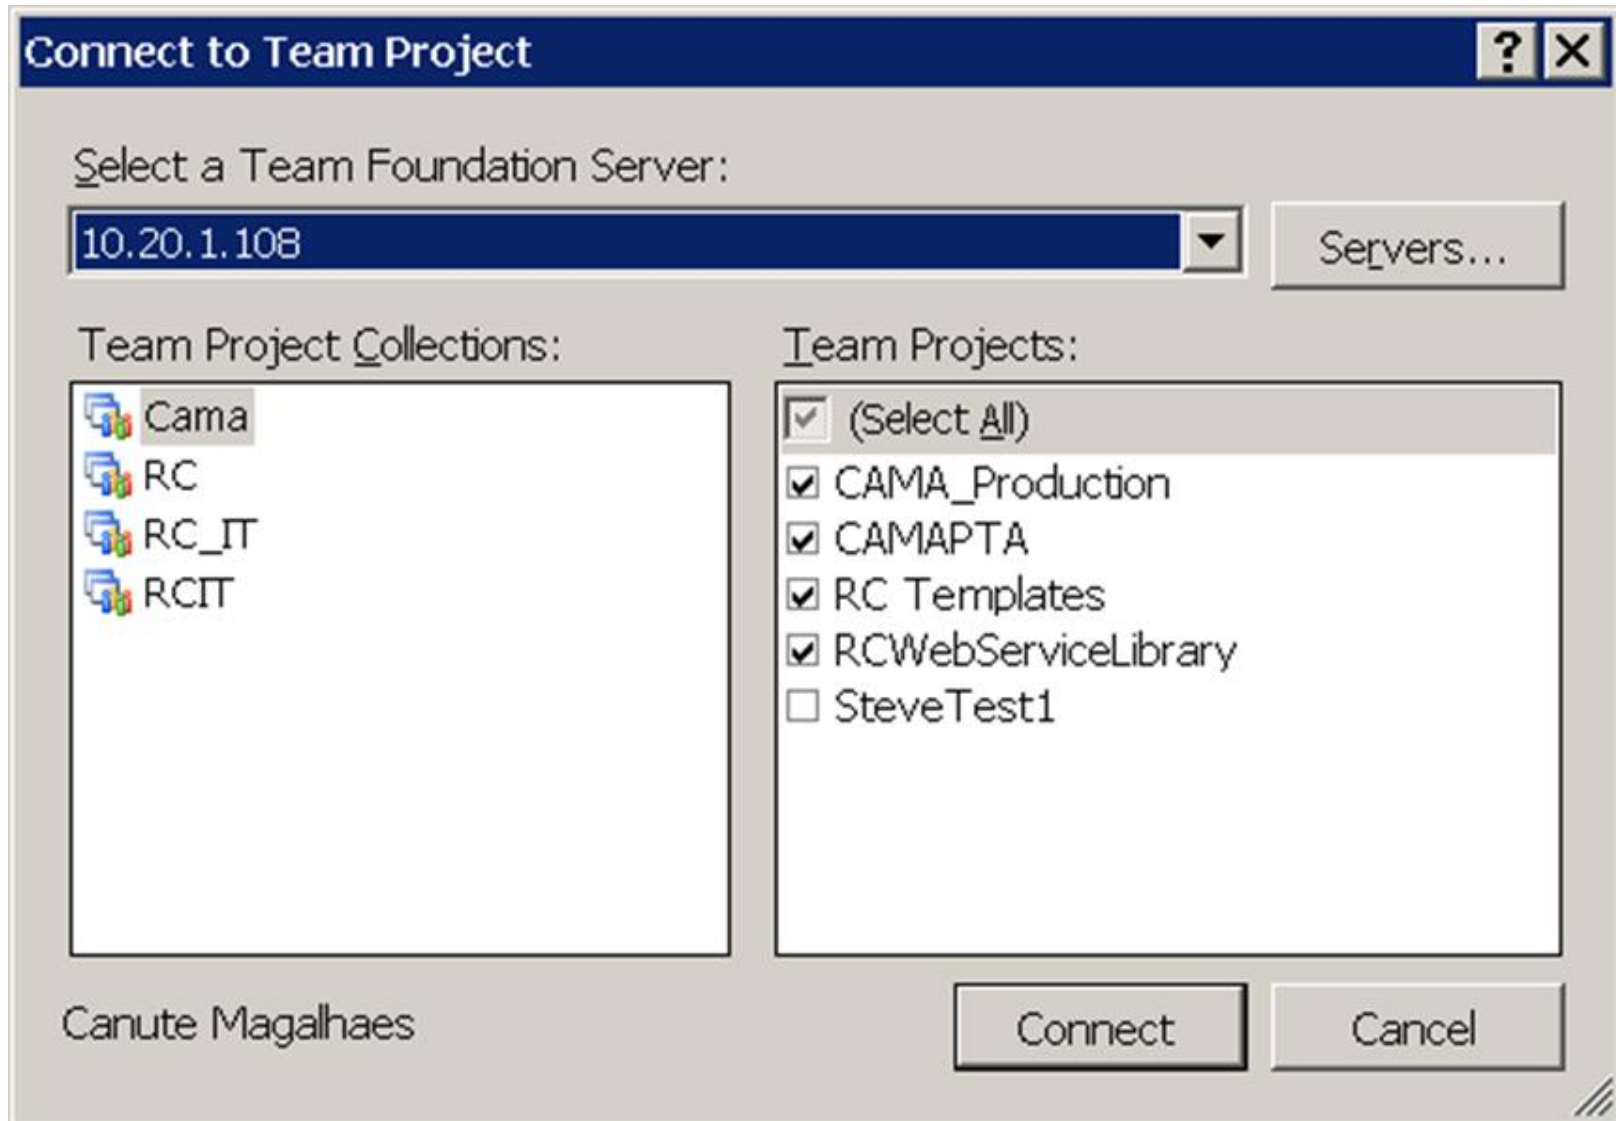 Connect to Team Project
Select a Team Foundation Server:
10.20.1.108
Servers...
Team Project Collections:
Cama
RC
RC_IT
RCIT
Team Projects:
(Select All)
CAMA_Production
CAMAPTA
RC Templates
RCWebServiceLibrary
SteveTest1
Canute Magalhaes
Connect
Cancel